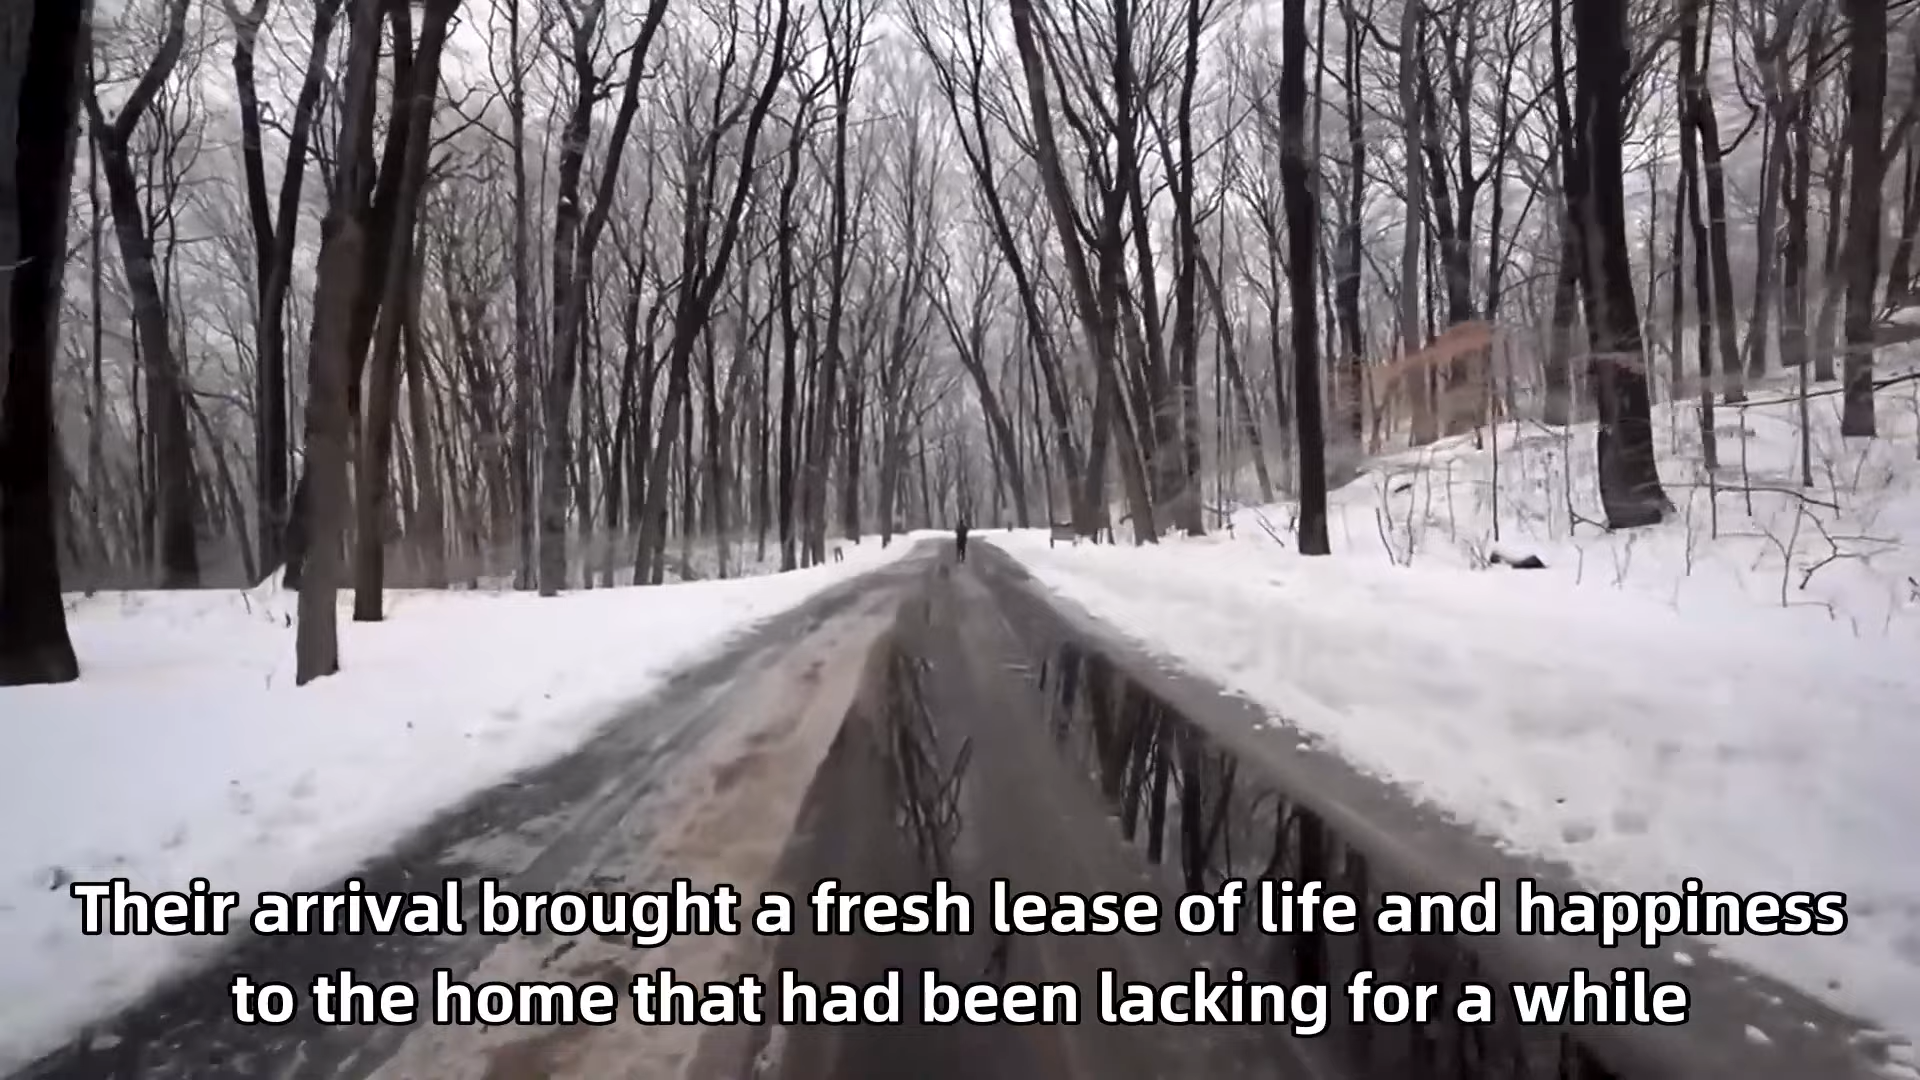 Their arrival brought a fresh lease of life and happiness
to the home that had been lacking for a while